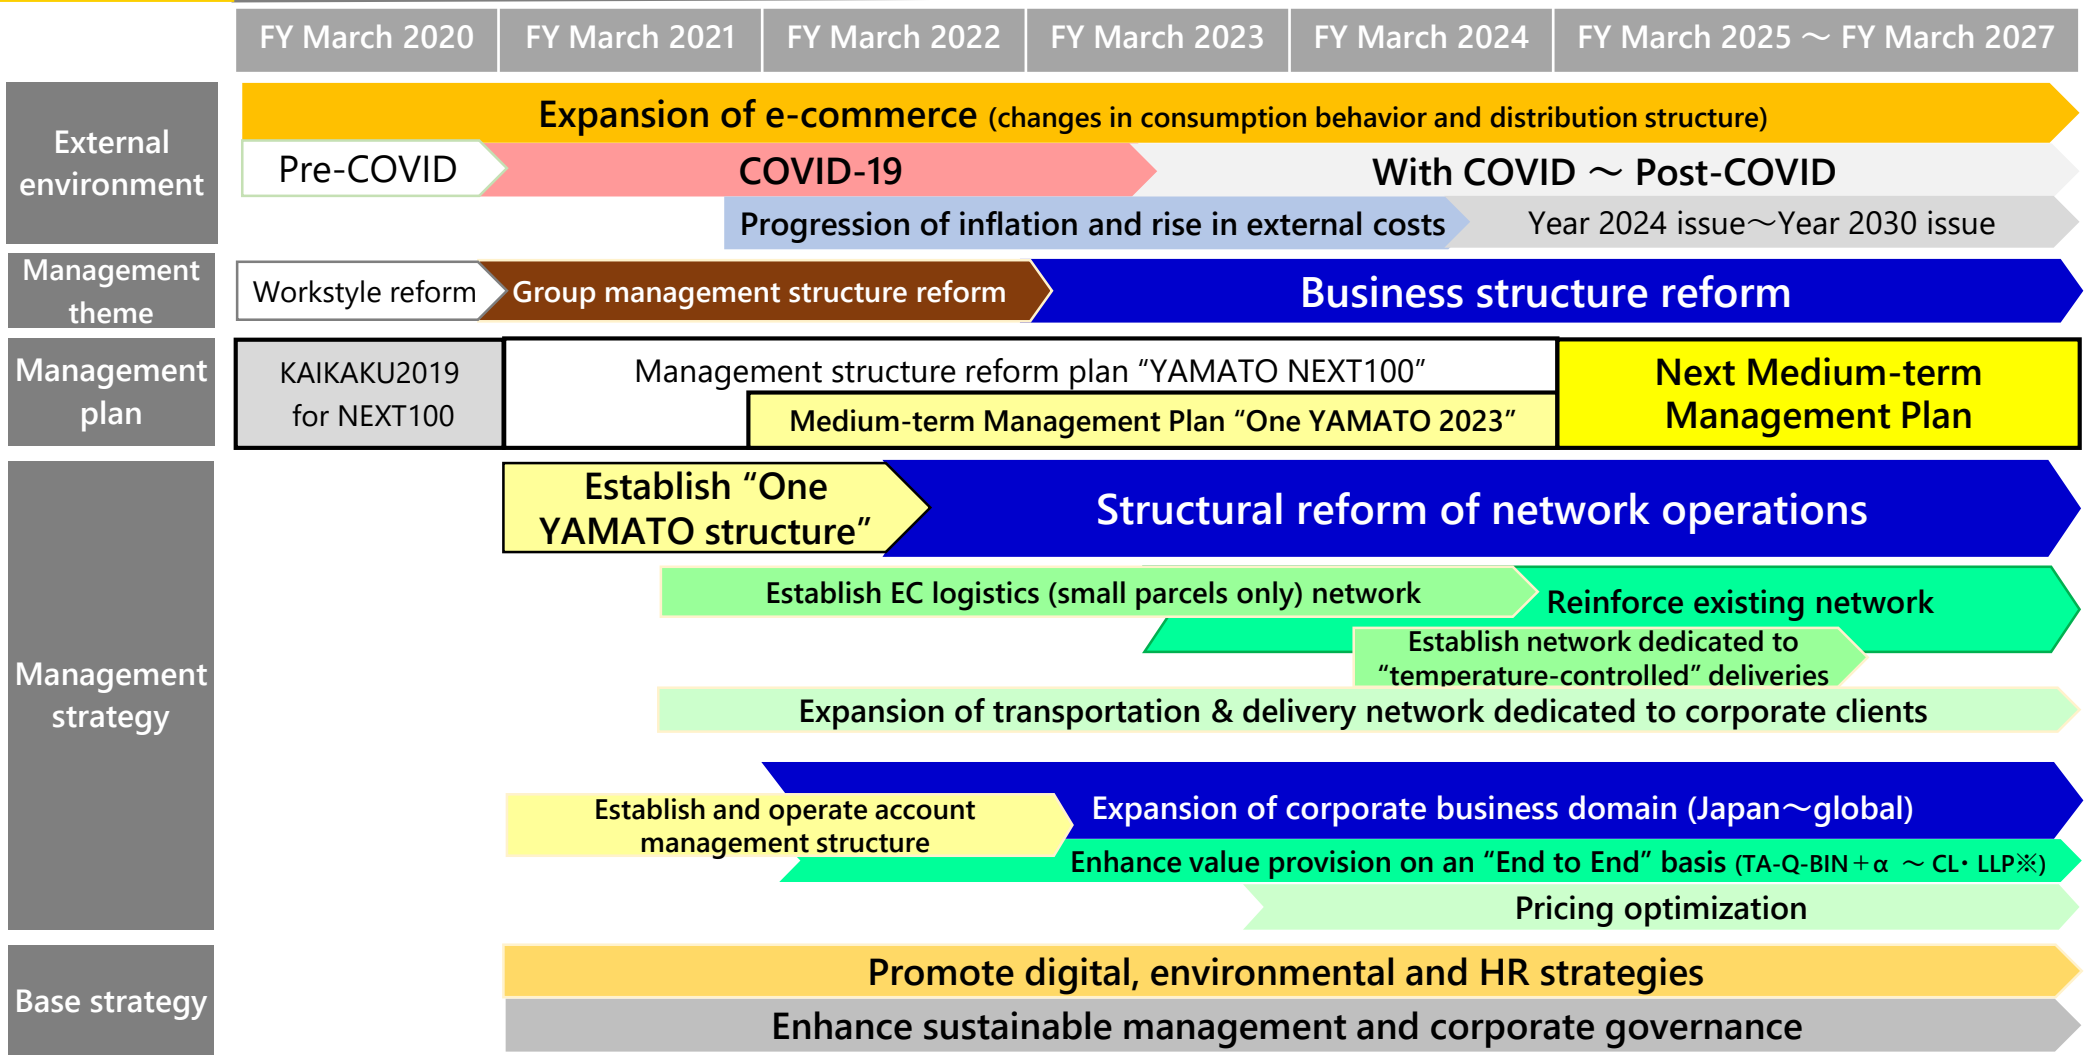 FY March 2020
FY March 2021
FY March 2022
FY March 2023
FY March 2024
FY March 2025 ～ FY March 2027
External
environment
Expansion of e-commerce (changes in consumption behavior and distribution structure)
Pre-COVID
COVID-19
With COVID ～ Post-COVID
Progression of inflation and rise in external costs
Year 2024 issue～Year 2030 issue
Management
theme
Workstyle reform
Group management structure reform
Business structure reform
Management
plan
KAIKAKU2019
for NEXT100
Management structure reform plan “YAMATO NEXT100”
Medium-term Management Plan “One YAMATO 2023”
Next Medium-term
Management Plan
Management
strategy
Establish “One
YAMATO structure”
Structural reform of network operations
Establish EC logistics (small parcels only) network
Reinforce existing network
Establish network dedicated to
“temperature-controlled” deliveries
Expansion of transportation & delivery network dedicated to corporate clients
Establish and operate account
management structure
Expansion of corporate business domain (Japan～global)
Enhance value provision on an “End to End” basis (TA-Q-BIN＋α ～ CL・LLP※)
Pricing optimization
Base strategy
Promote digital, environmental and HR strategies
Enhance sustainable management and corporate governance